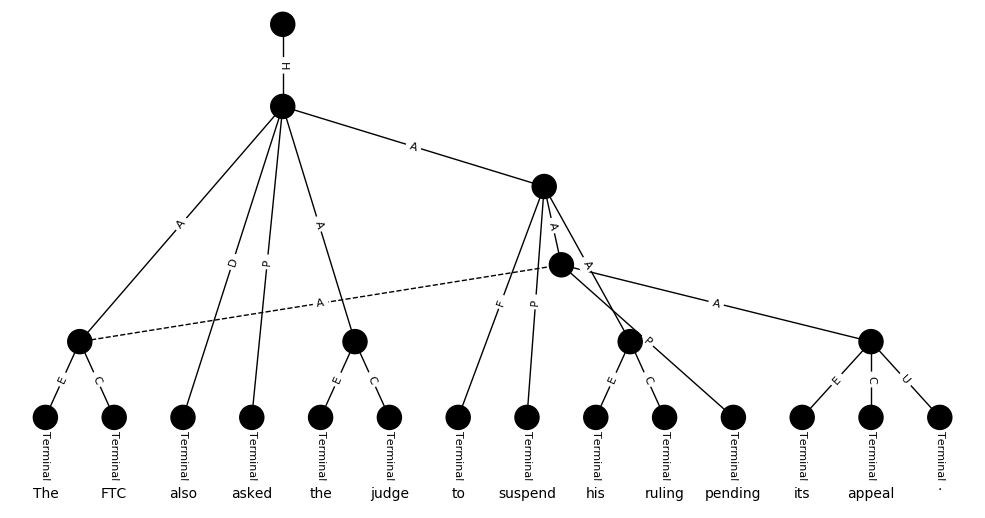 H
A
A
A
A
D
P
A
F
P
A
A
P
E
C
E
C
E
C
E
C
U
Terminal Terminal Terminal Terminal Terminal Terminal Terminal Terminal Terminal Terminal Terminal Terminal Terminal Terminal
The FTC also asked the judge to suspend his ruling pending its appeal .